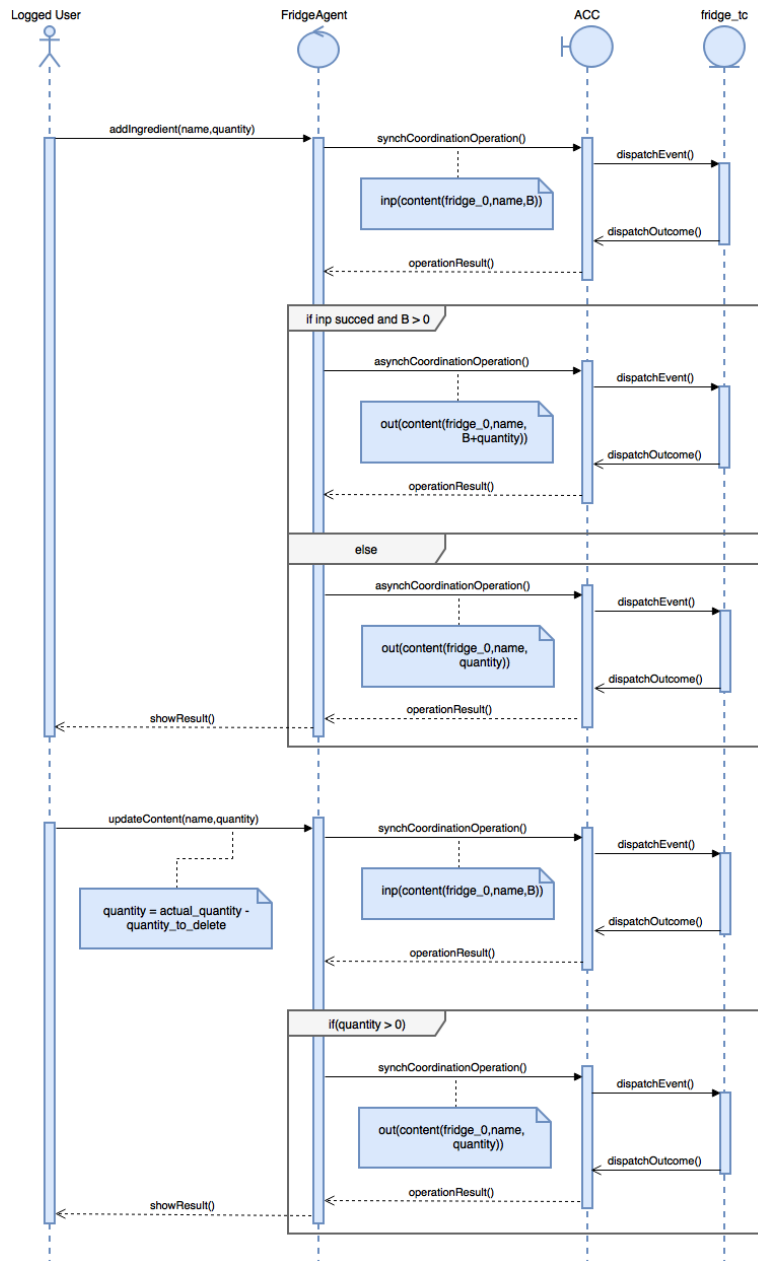 Logged User
FridgeAgent
ACC
fridge_tc
addIngredient(name,quantity)
synchCoordinationOperation()
dispatchEvent()
inp(content(fridge_0,name,B))
dispatchOutcome()
operationResult()
if inp succed and B > 0
asynchCoordinationOperation()
dispatchEvent()
out(content(fridge_0,name,
B+quantity))
dispatchOutcome()
operationResult()
else
asynchCoordinationOperation()
dispatchEvent()
out(content(fridge_0,name,
quantity))
dispatchOutcome()
operationResult()
showResult()
updateContent(name,quantity)
synchCoordinationOperation()
dispatchEvent()
inp(content(fridge_0,name,B))
quantity = actual_quantity -
quantity_to_delete
dispatchOutcome()
operationResult()
if(quantity > 0)
synchCoordinationOperation()
dispatchEvent()
out(content(fridge_0,name,
quantity))
dispatchOutcome()
operationResult()
showResult()